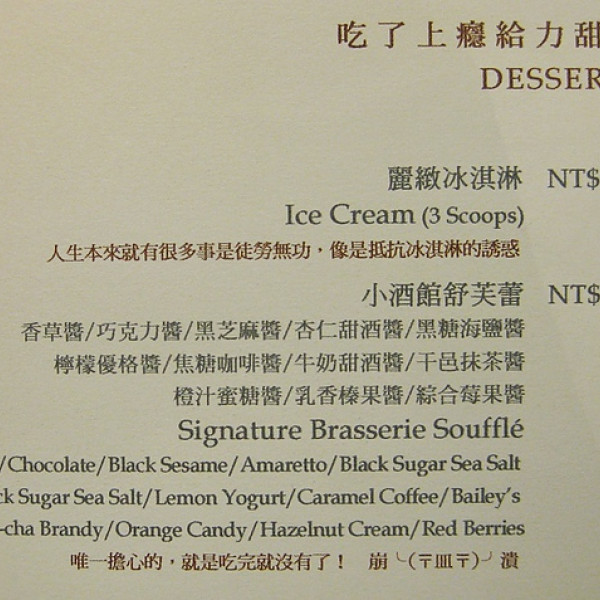 吃了上癮給力甜
DESSER
麗緻冰淇淋 NT$
Ice Cream (3 Scoops)
人生本來就有很多事是徒勞無功，像是抵抗冰淇淋的誘惑
小酒館舒芙蕾 NT$
香草醬/巧克力醬/黑芝麻醬/杏仁甜酒醬/黑糖海鹽醬
檸檬優格醬/焦糖咖啡醬/牛奶甜酒醬/干邑抹茶醬
橙汁蜜糖醬/乳香榛果醬/綜合莓果醬
Signature Brasserie Soufflé
/Chocolate/Black Sesame/Amaretto/Black Sugar Sea Salt
ck Sugar Sea Salt/Lemon Yogurt/Caramel Coffee/Bailey's
-cha Brandy/Orange Candy/Hazelnut Cream/Red Berries
唯一擔心的，就是吃完就沒有了！ 崩╰(〒皿〒)╯潰